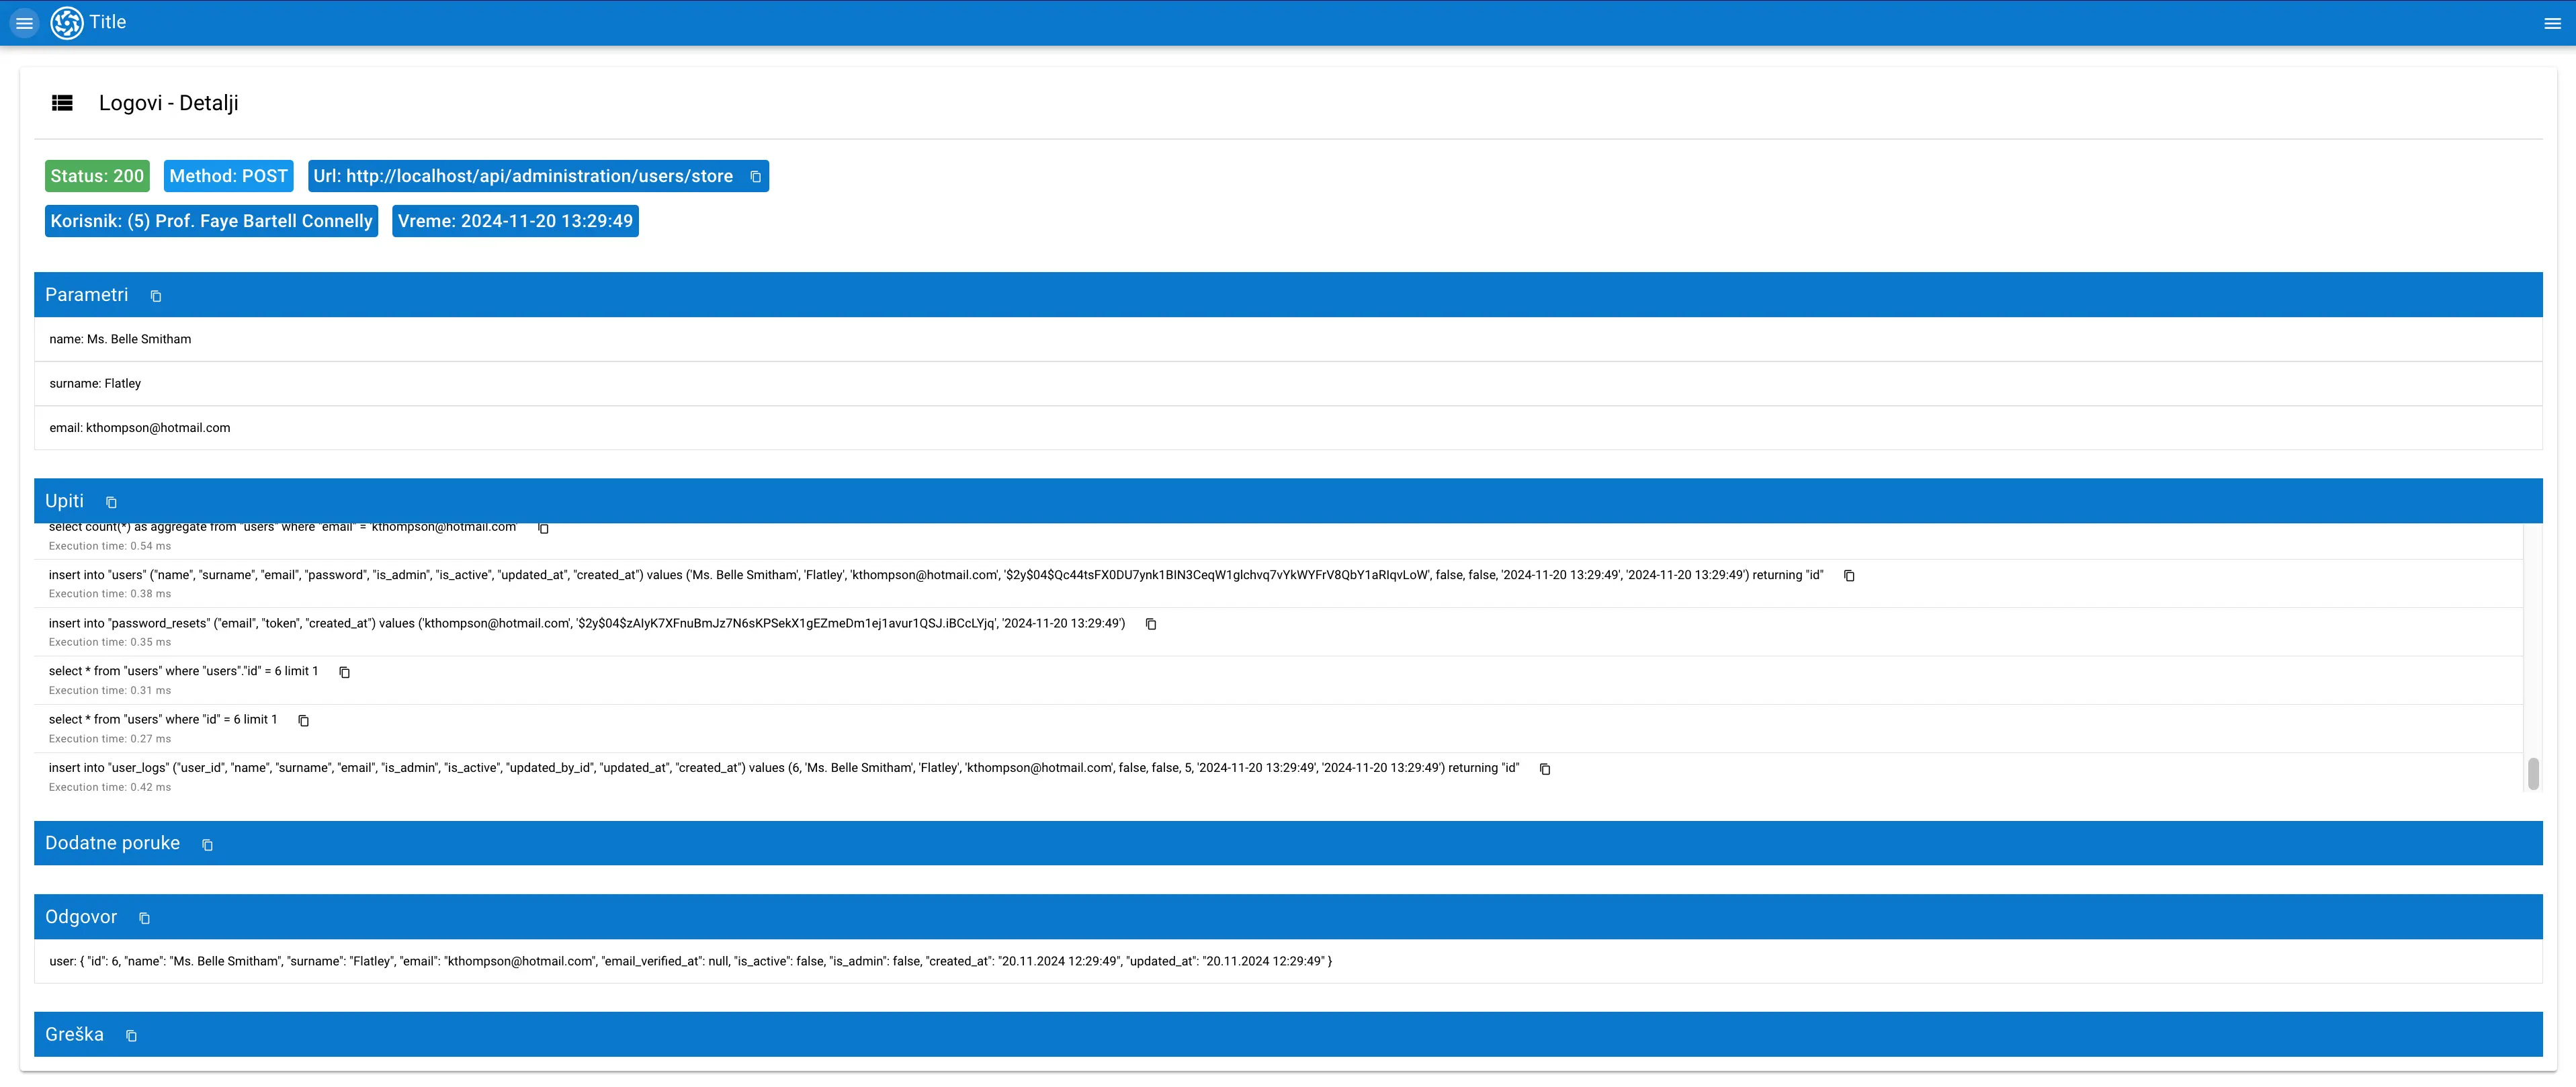 Title
Logovi - Detalji
Status: 200 Method: POST Url: http://localhost/api/administration/users/store
Korisnik: (5) Prof. Faye Bartell Connelly Vreme: 2024-11-20 13:29:49
Parametri
name: Ms. Belle Smitham
surname: Flatley
email: kthompson@hotmail.com
Upiti
select count(*) as aggregate from "users" where "email" = 'kthompson@hotmail.com'
Execution time: 0.54 ms
insert into "users" ("name", "surname", "email", "password", "is_admin", "is_active", "updated_at", "created_at") values ('Ms. Belle Smitham', 'Flatley', 'kthompson@hotmail.com', '$2y$04$Qc44tsFX0DU7ynk1BIN3CeqW1glchvq7vYkWYFrV8QbY1aRIqvLoW', false, false, '2024-11-20 13:29:49', '2024-11-20 13:29:49') returning "id"
Execution time: 0.38 ms
insert into "password_resets" ("email", "token", "created_at") values ('kthompson@hotmail.com', '$2y$04$zAIyK7XFnuBmJz7N6sKPSekX1gEZmeDm1ej1avur1QSJ.iBCcLYjq', '2024-11-20 13:29:49')
Execution time: 0.35 ms
select * from "users" where "users"."id" = 6 limit 1
Execution time: 0.31 ms
select * from "users" where "id" = 6 limit 1
Execution time: 0.27 ms
insert into "user_logs" ("user_id", "name", "surname", "email", "is_admin", "is_active", "updated_by_id", "updated_at", "created_at") values (6, 'Ms. Belle Smitham', 'Flatley', 'kthompson@hotmail.com', false, false, 5, '2024-11-20 13:29:49', '2024-11-20 13:29:49') returning "id"
Execution time: 0.42 ms
Dodatne poruke
Odgovor
user: { "id": 6, "name": "Ms. Belle Smitham", "surname": "Flatley", "email": "kthompson@hotmail.com", "email_verified_at": null, "is_active": false, "is_admin": false, "created_at": "20.11.2024 12:29:49", "updated_at": "20.11.2024 12:29:49" }
Greška